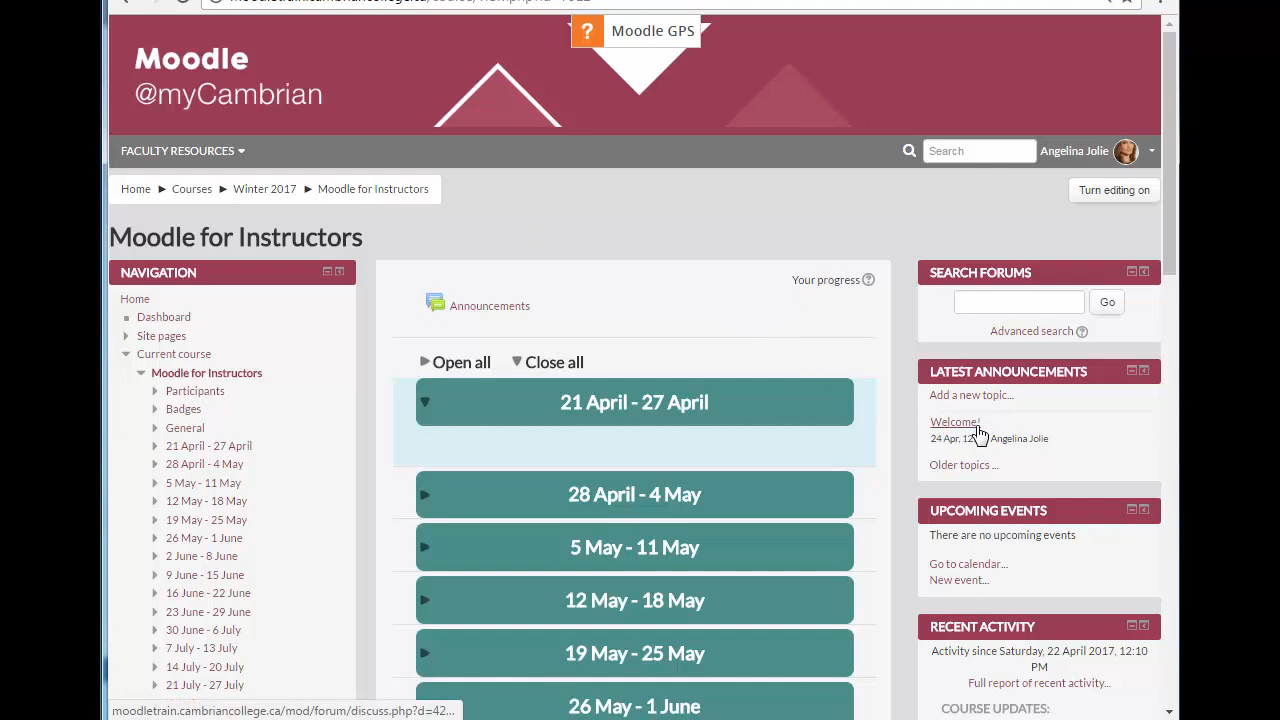 ? Moodle GPS
Moodle
@myCambrian
FACULTY RESOURCES
Search
Angelina Jolie
Home ► Courses ► Winter 2017 ► Moodle for Instructors
Turn editing on
Moodle for Instructors
NAVIGATION
Home
Dashboard
Site pages
Current course
Moodle for Instructors
Participants
Badges
General
21 April - 27 April
28 April - 4 May
5 May - 11 May
12 May - 18 May
19 May - 25 May
26 May - 1 June
2 June - 8 June
9 June - 15 June
16 June - 22 June
23 June - 29 June
30 June - 6 July
7 July - 13 July
14 July - 20 July
21 July - 27 July
moodletrain.cambriancollege.ca/mod/forum/discuss.php?d=42...
Your progress
Announcements
Open all Close all
21 April - 27 April
28 April - 4 May
5 May - 11 May
12 May - 18 May
19 May - 25 May
26 May - 1 June
SEARCH FORUMS
Go
Advanced search
LATEST ANNOUNCEMENTS
Add a new topic...
Welcome!
24 Apr, Angelina Jolie
Older topics ...
UPCOMING EVENTS
There are no upcoming events
Go to calendar...
New event...
RECENT ACTIVITY
Activity since Saturday, 22 April 2017, 12:10
PM
Full report of recent activity...
COURSE UPDATES: